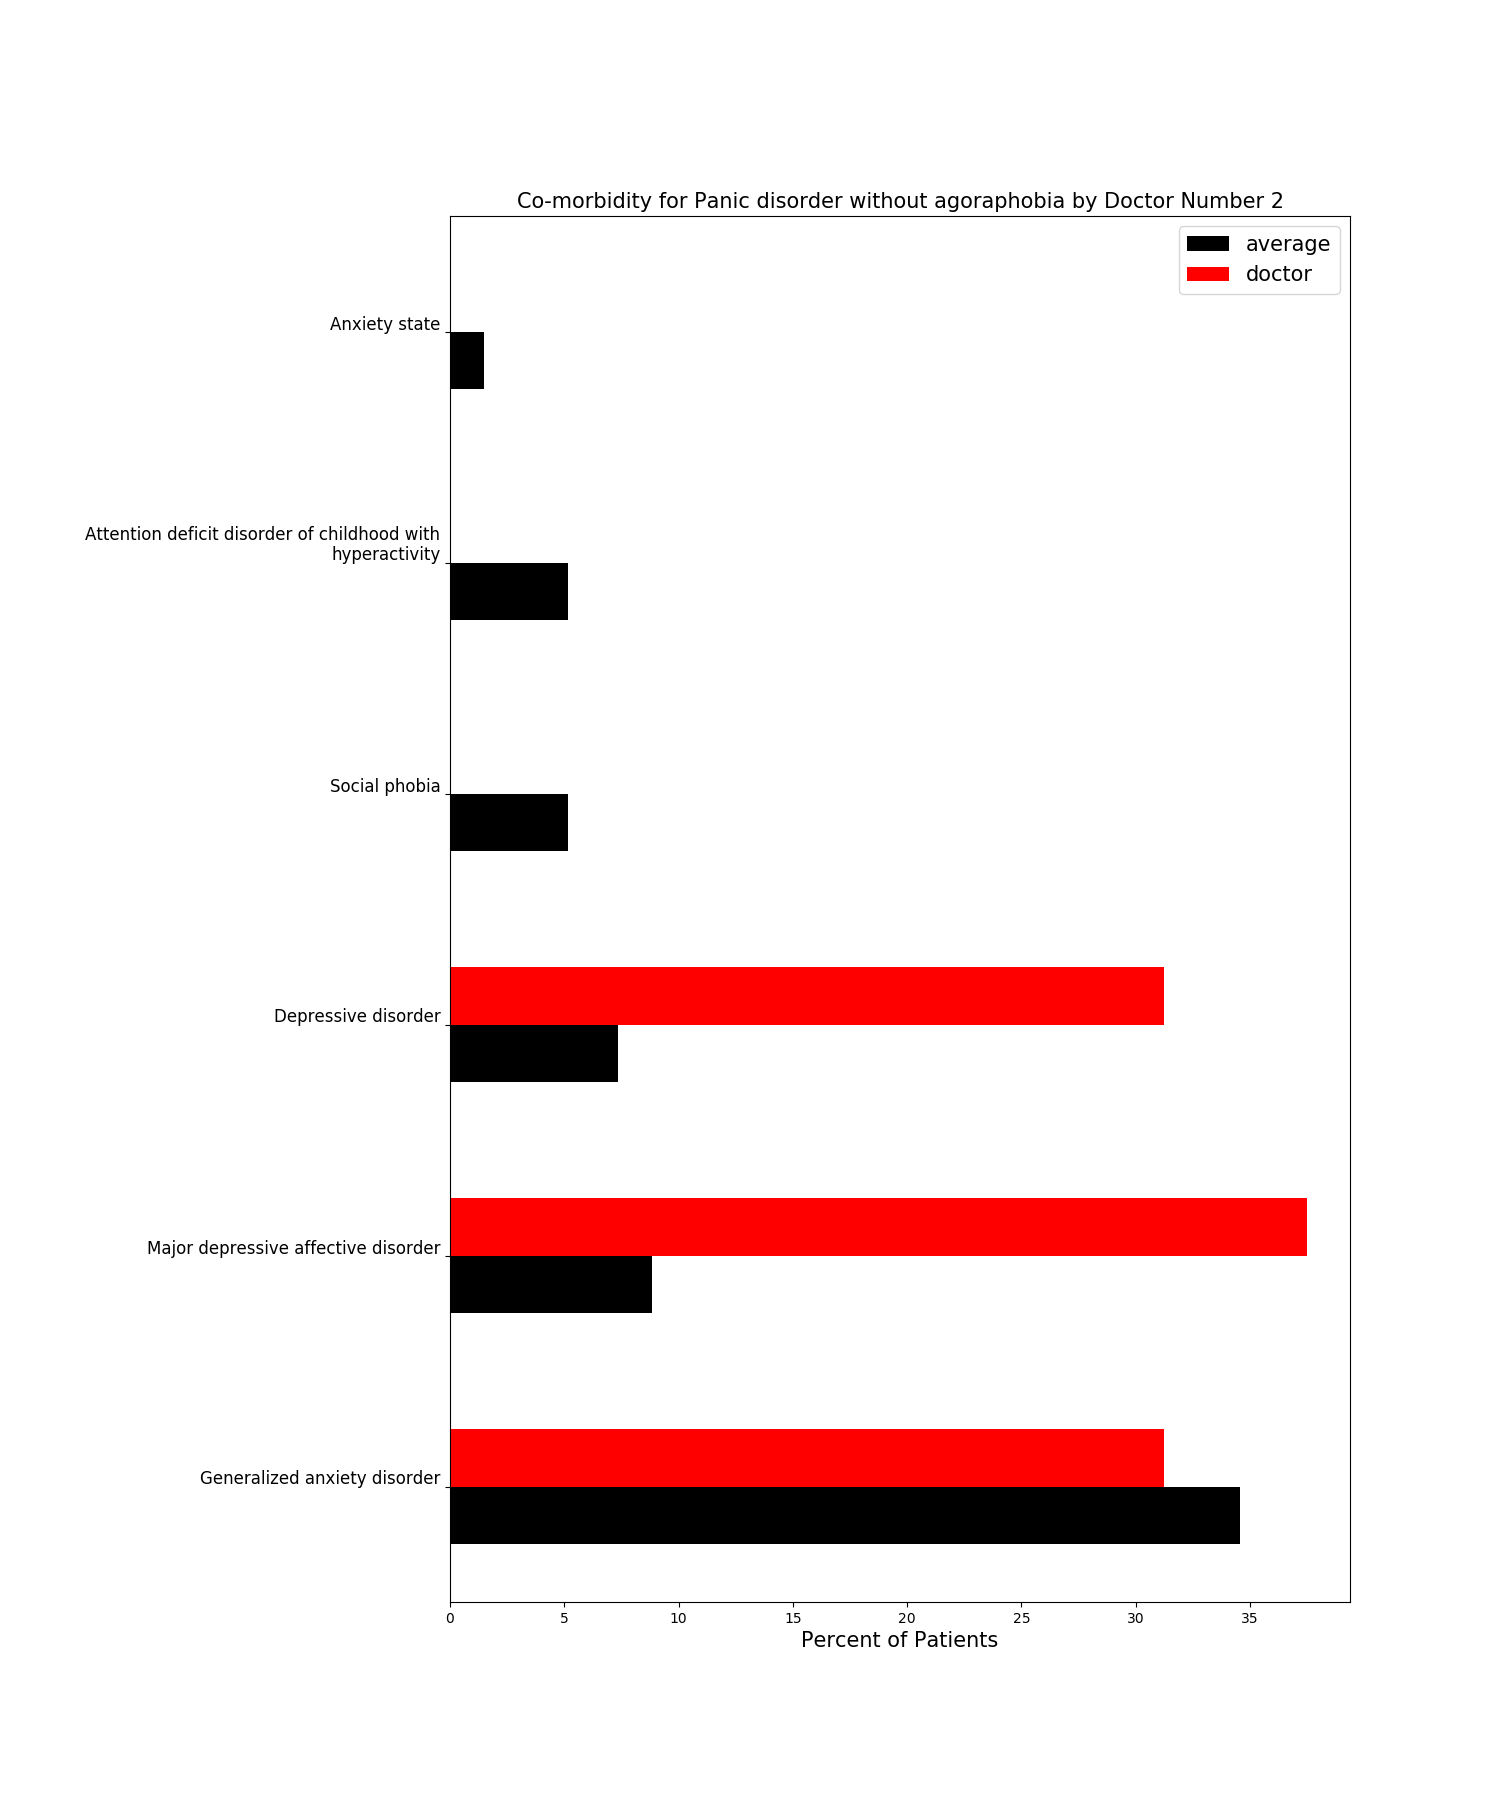 Co-morbidity for Panic disorder without agoraphobia by Doctor Number 2
average
doctor
Anxiety state
Attention deficit disorder of childhood with
hyperactivity
Social phobia
Depressive disorder
Major depressive affective disorder
Generalized anxiety disorder
0 5 10 15 20 25 30 35
Percent of Patients